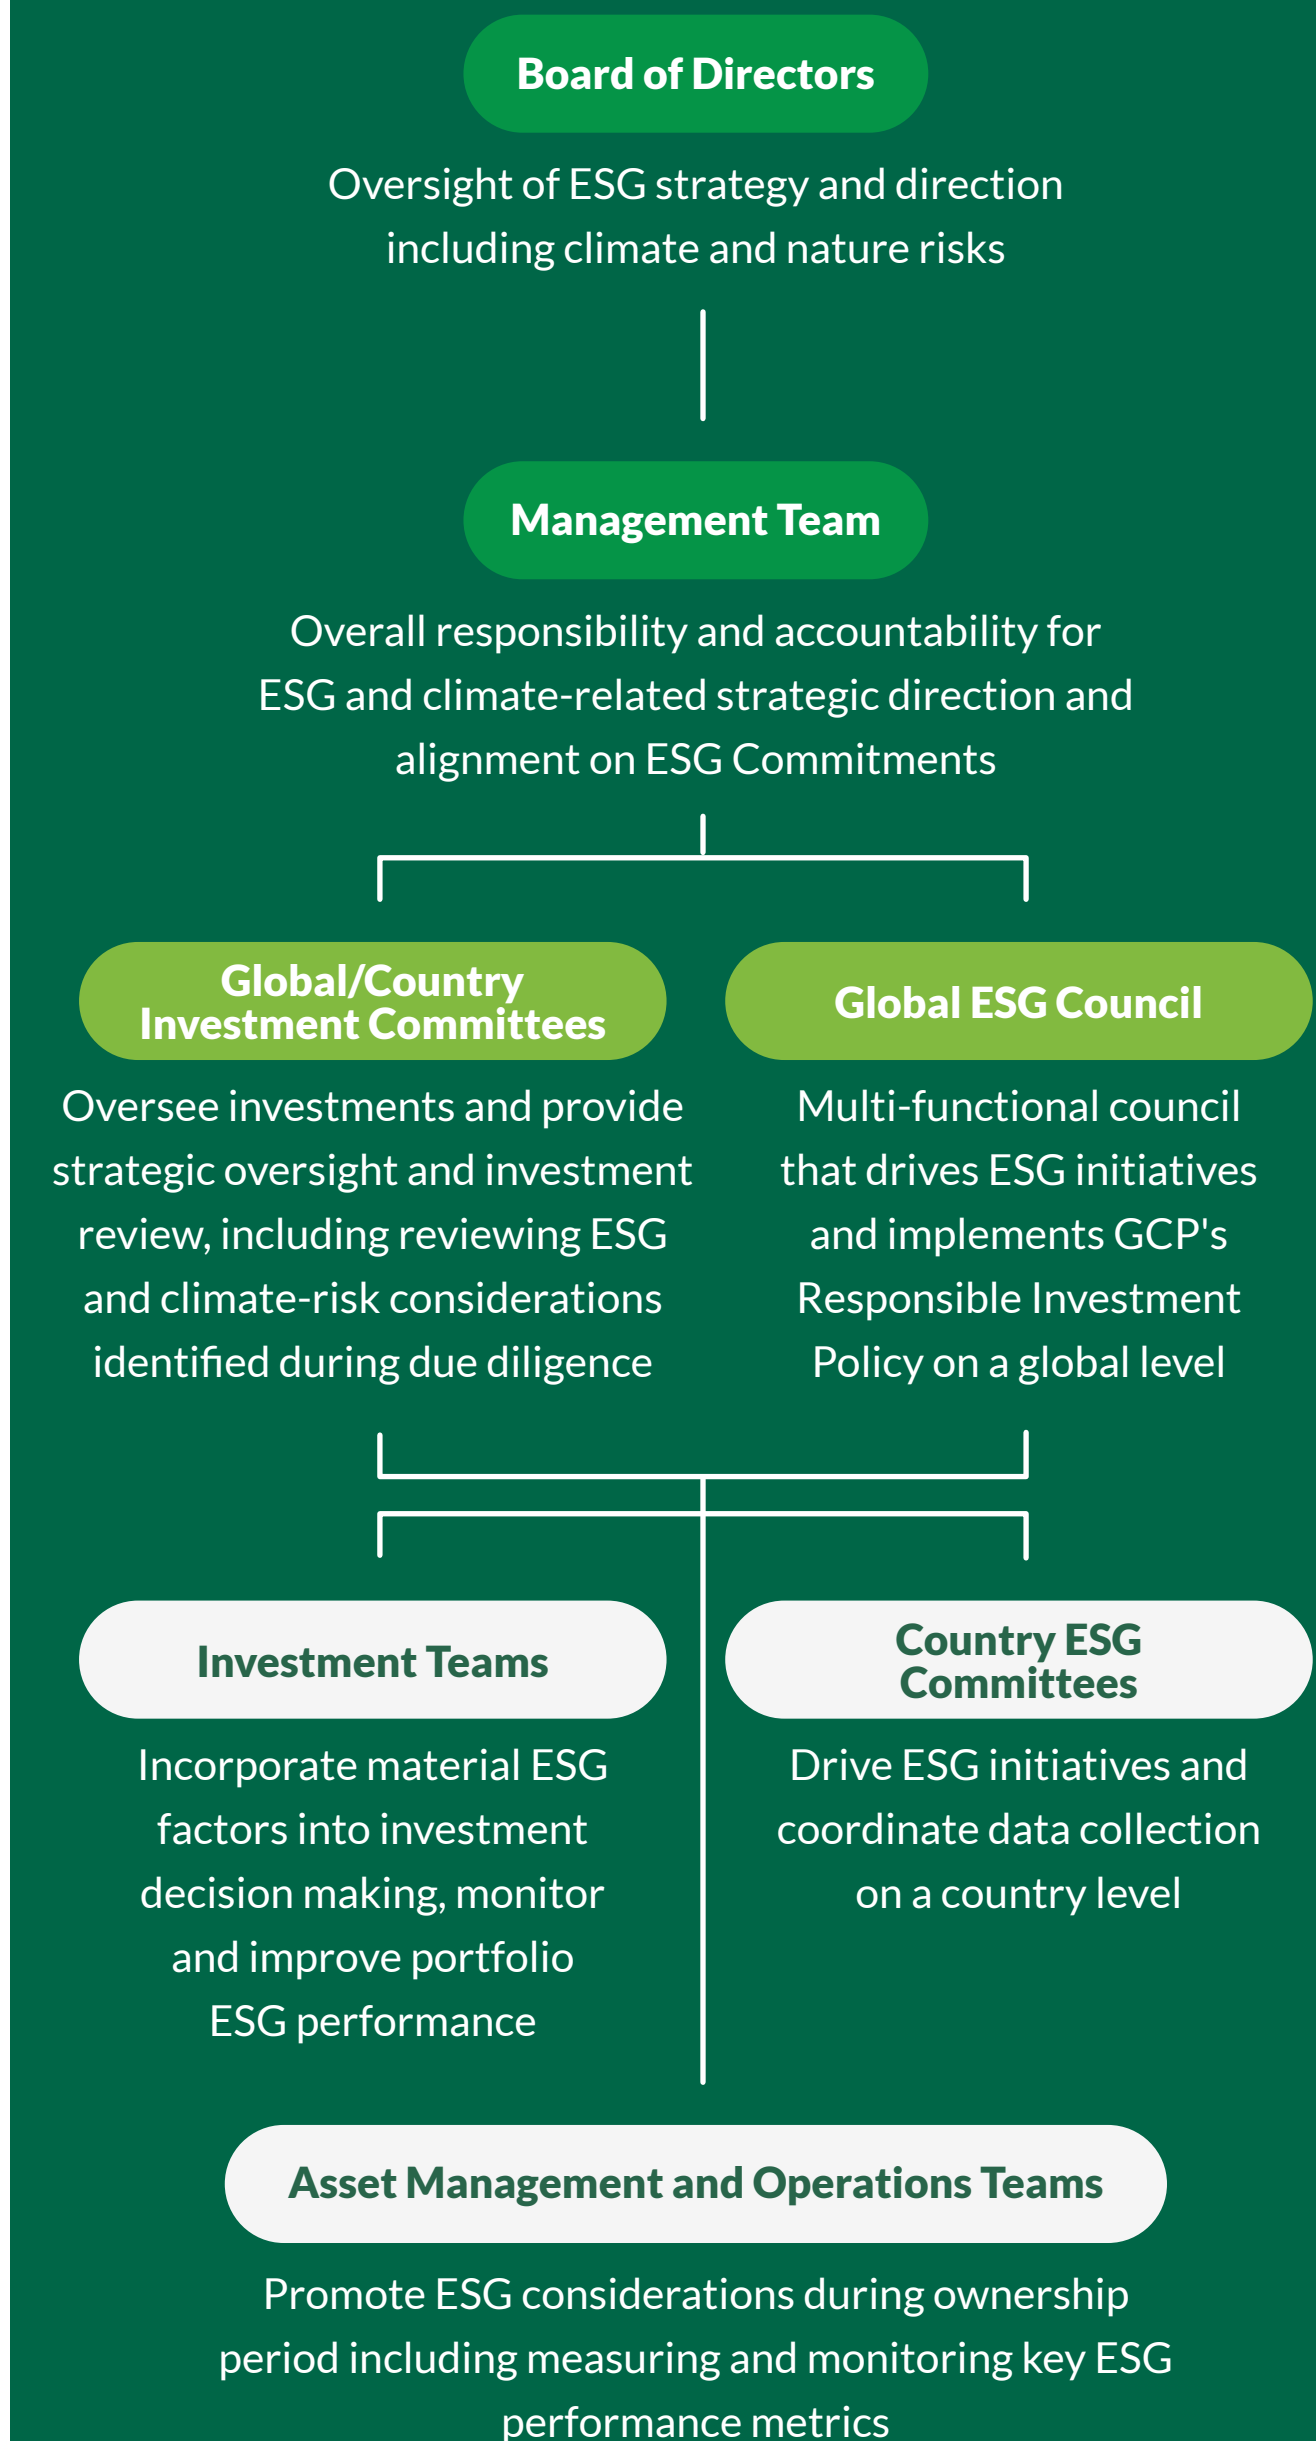 Board of Directors
Oversight of ESG strategy and direction
including climate and nature risks
Management Team
Overall responsibility and accountability for
ESG and climate-related strategic direction and
alignment on ESG Commitments
Global/Country
Investment Committees
Oversee investments and provide
strategic oversight and investment
review, including reviewing ESG
and climate-risk considerations
identified during due diligence
Global ESG Council
Multi-functional council
that drives ESG initiatives
and implements GCP's
Responsible Investment
Policy on a global level
Investment Teams
Incorporate material ESG
factors into investment
decision making, monitor
and improve portfolio
ESG performance
Country ESG
Committees
Drive ESG initiatives and
coordinate data collection
on a country level
Asset Management and Operations Teams
Promote ESG considerations during ownership
period including measuring and monitoring key ESG
performance metrics